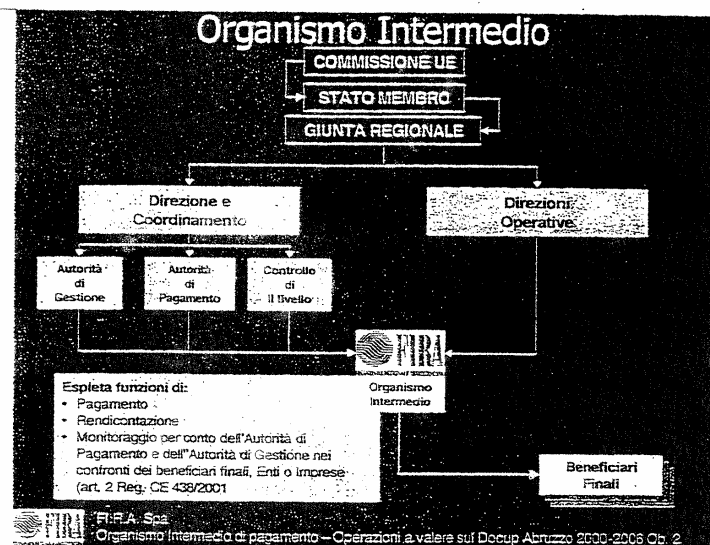 Organismo Intermedio
COMMISSIONE UE
STATO MEMBRO
GIUNTA REGIONALE
Direzione e
Coordinamento
Direzioni
Operative
Autorità
di
Gestione
Autorità
di
Pagamento
Controllo
di
II livello
FIRA
Organismo
Intermedio
Espleta funzioni di:
• Pagamento
• Rendicontazione
• Monitoraggio per conto dell'Autorità di
Pagamento e dell'Autorità di Gestione nei
confronti dei beneficiari finali, Enti o Imprese
(art. 2 Reg. CE 438/2001
Beneficiari
Finali
FIRA
FI.R.A. Spa
Organismo Intermedio di pagamento – Operazioni a valere sul Docup Abruzzo 2000-2006 Ob. 2